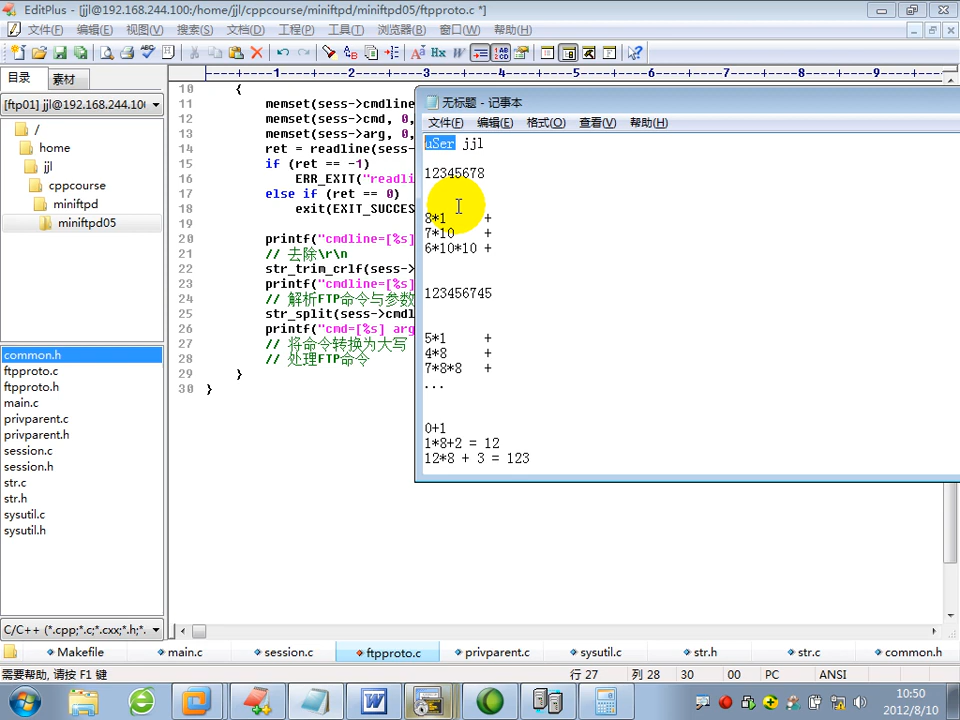 EditPlus - [jjl@192.168.244.100:/home/jjl/cppcourse/miniftpd/miniftpd05/ftpproto.c *]
文件(F) 编辑(E) 视图(V) 搜索(S) 文档(D) 工程(P) 工具(T) 浏览器(B) 窗口(W) 帮助(H)
目录 素材
[ftp01] jjl@192.168.244.10(
/
home
jjl
cppcourse
miniftpd
miniftpd05
common.h
ftpproto.c
ftpproto.h
main.c
privparent.c
privparent.h
session.c
session.h
str.c
str.h
sysutil.c
sysutil.h
C/C++ (*.cpp;*.c;*.cxx;*.h;*.
----+----1----+----2----+----3----+----4----+----5----+----6----+----7----+----8----+----9----+--
10 {
11 memset(sess->cmdline
12 memset(sess->cmd, 0,
13 memset(sess->arg, 0,
14 ret = readline(sess-
15 if (ret == -1)
16 ERR_EXIT("readli
17 else if (ret == 0)
18 exit(EXIT_SUCCES
19
20 printf("cmdline=[%s]
21 // 去除\r\n
22 str_trim_crlf(sess->
23 printf("cmdline=[%s]
24 // 解析FTP命令与参数
25 str_split(sess->cmdl
26 printf("cmd=[%s] arg
27 // 将命令转换为大写
28 // 处理FTP命令
29 }
30 }
无标题 - 记事本
文件(F) 编辑(E) 格式(O) 查看(V) 帮助(H)
uSer jjl
12345678
8*1 +
7*10 +
6*10*10 +
123456745
5*1 +
4*8 +
7*8*8 +
...
0+1
1*8+2 = 12
12*8 + 3 = 123
Makefile main.c session.c ftpproto.c privparent.c sysutil.c str.h str.c common.h
需要帮助, 请按 F1 键 行 27 列 28 30 00 PC ANSI
10:50
2012/8/10